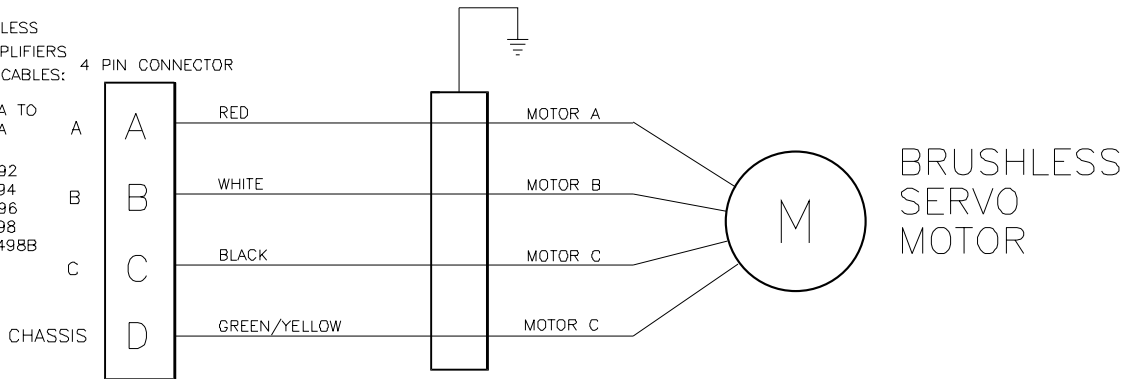 LESS
PLIFIERS
CABLES:
4 PIN CONNECTOR
A TO
A
92
94
96
98
498B
A
A
RED
MOTOR A
B
B
WHITE
MOTOR B
C
C
BLACK
MOTOR C
CHASSIS
D
GREEN/YELLOW
MOTOR C
M
BRUSHLESS
SERVO
MOTOR